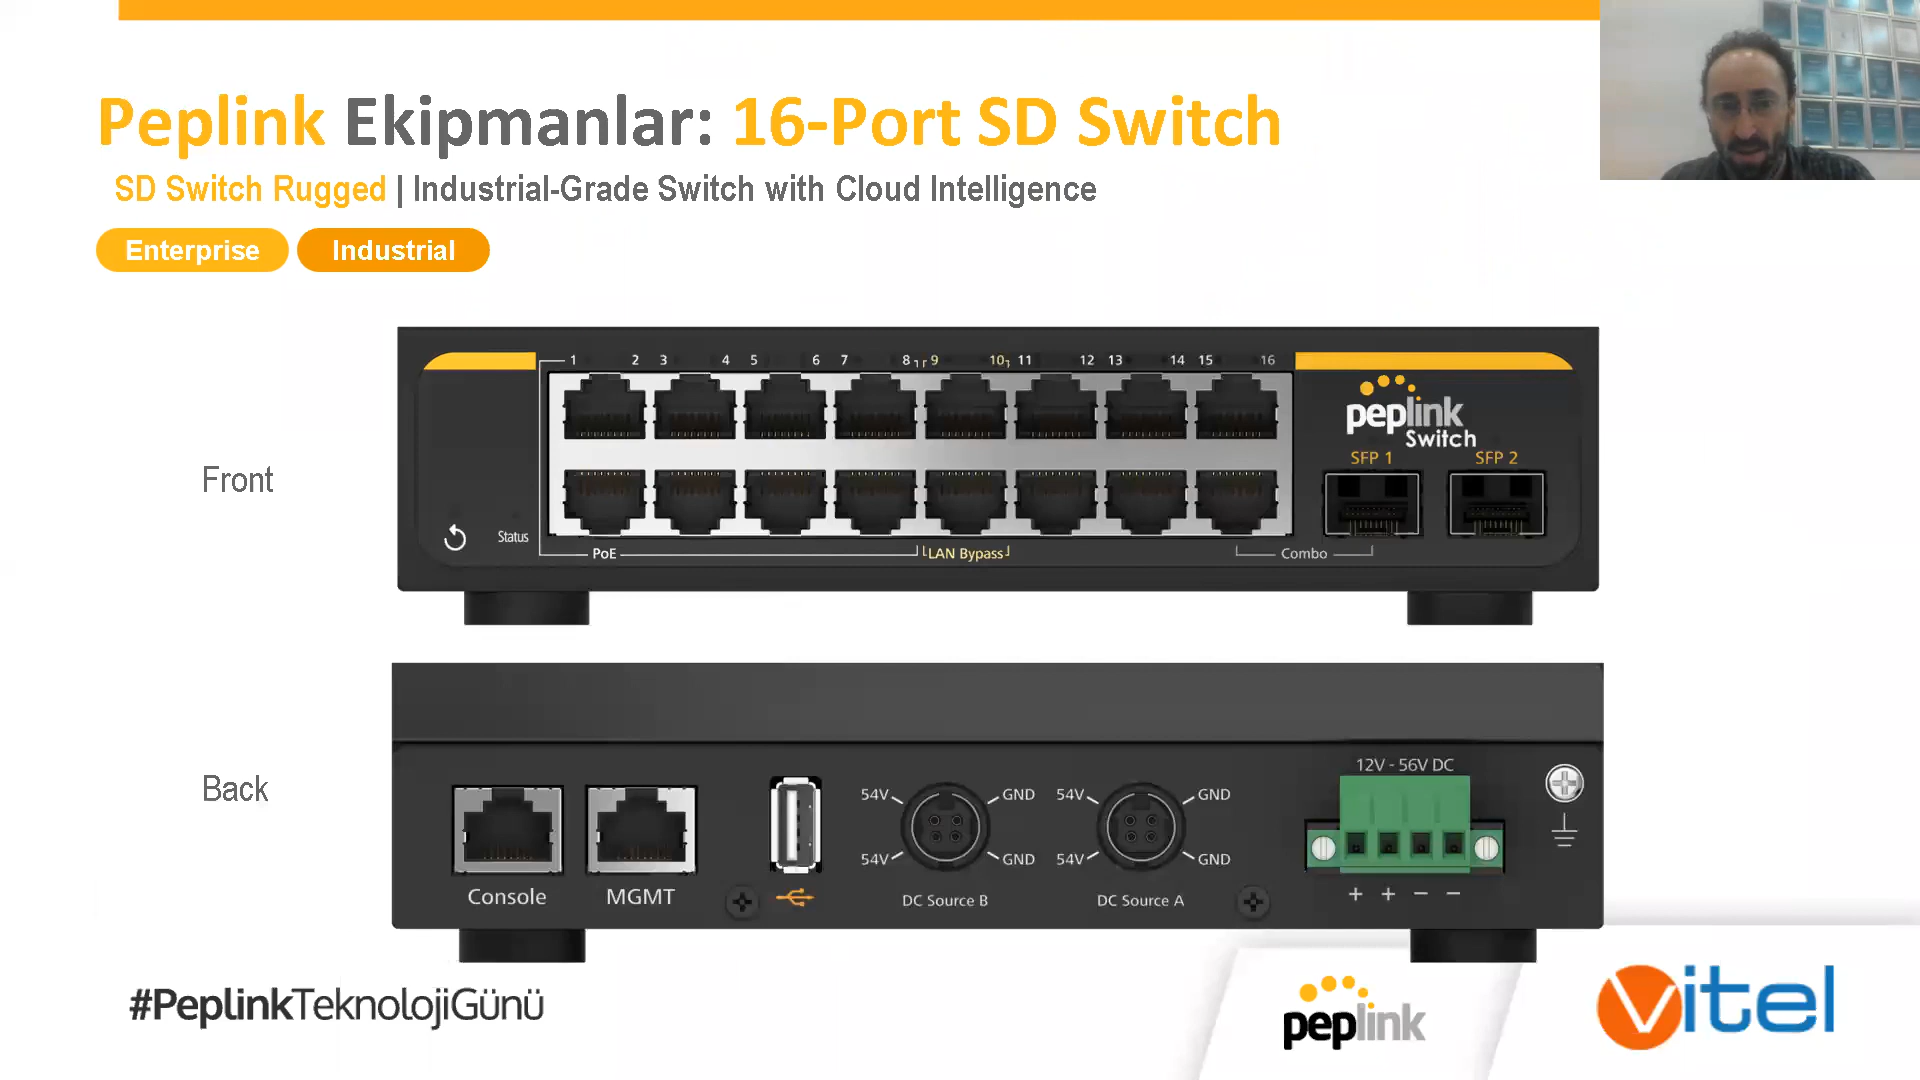 Peplink Ekipmanlar: 16-Port SD Switch
SD Switch Rugged | Industrial-Grade Switch with Cloud Intelligence
Enterprise Industrial
Front
1 2 3 4 5 6 7 8 9 10 11 12 13 14 15 16
peplink
Switch
SFP 1 SFP 2
Status
PoE LAN Bypass Combo
Back
12V - 56V DC
54V GND 54V GND
54V GND 54V GND
Console MGMT DC Source B DC Source A
+ + − −
#PeplinkTeknolojiGünü
peplink
Vitel